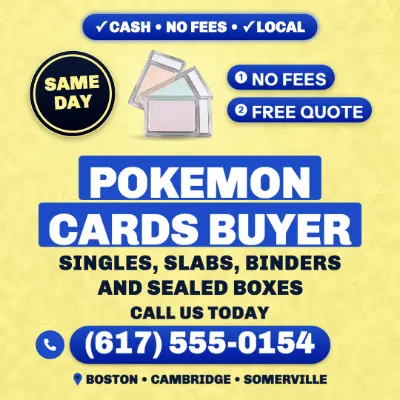 ✓CASH • NO FEES • ✓LOCAL
SAME
DAY
1 NO FEES
2 FREE QUOTE
POKEMON
CARDS BUYER
SINGLES, SLABS, BINDERS
AND SEALED BOXES
CALL US TODAY
(617) 555-0154
BOSTON • CAMBRIDGE • SOMERVILLE